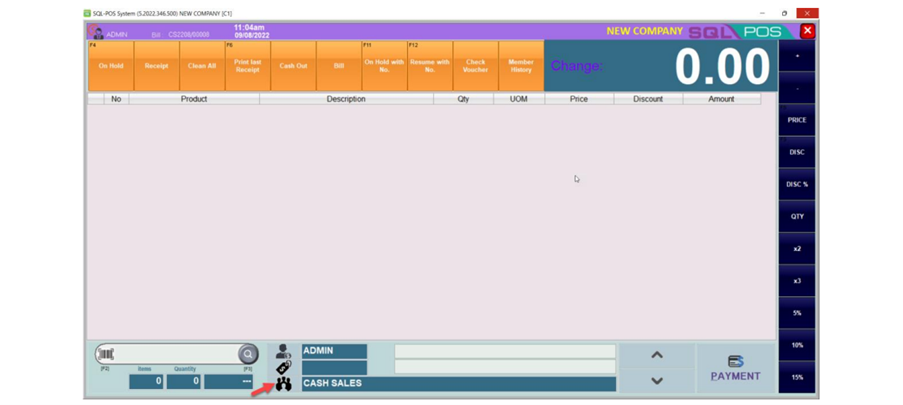 SQL-POS System (5.2022.346.500) NEW COMPANY [C1]
ADMIN Bill CS2208/00008 11:04am
09/08/2022
NEW COMPANY SQL POS
F4 F6 F11 F12
On Hold Receipt Clean All Print last Receipt Cash Out Bill On Hold with No. Resume with No. Check Voucher Member History
Change: 0.00
+
-
No Product Description Qty UOM Price Discount Amount
PRICE
DISC
DISC %
QTY
x2
x3
5%
10%
15%
ADMIN
[F2] Items Quantity [F3]
0 0 ---
CASH SALES
PAYMENT